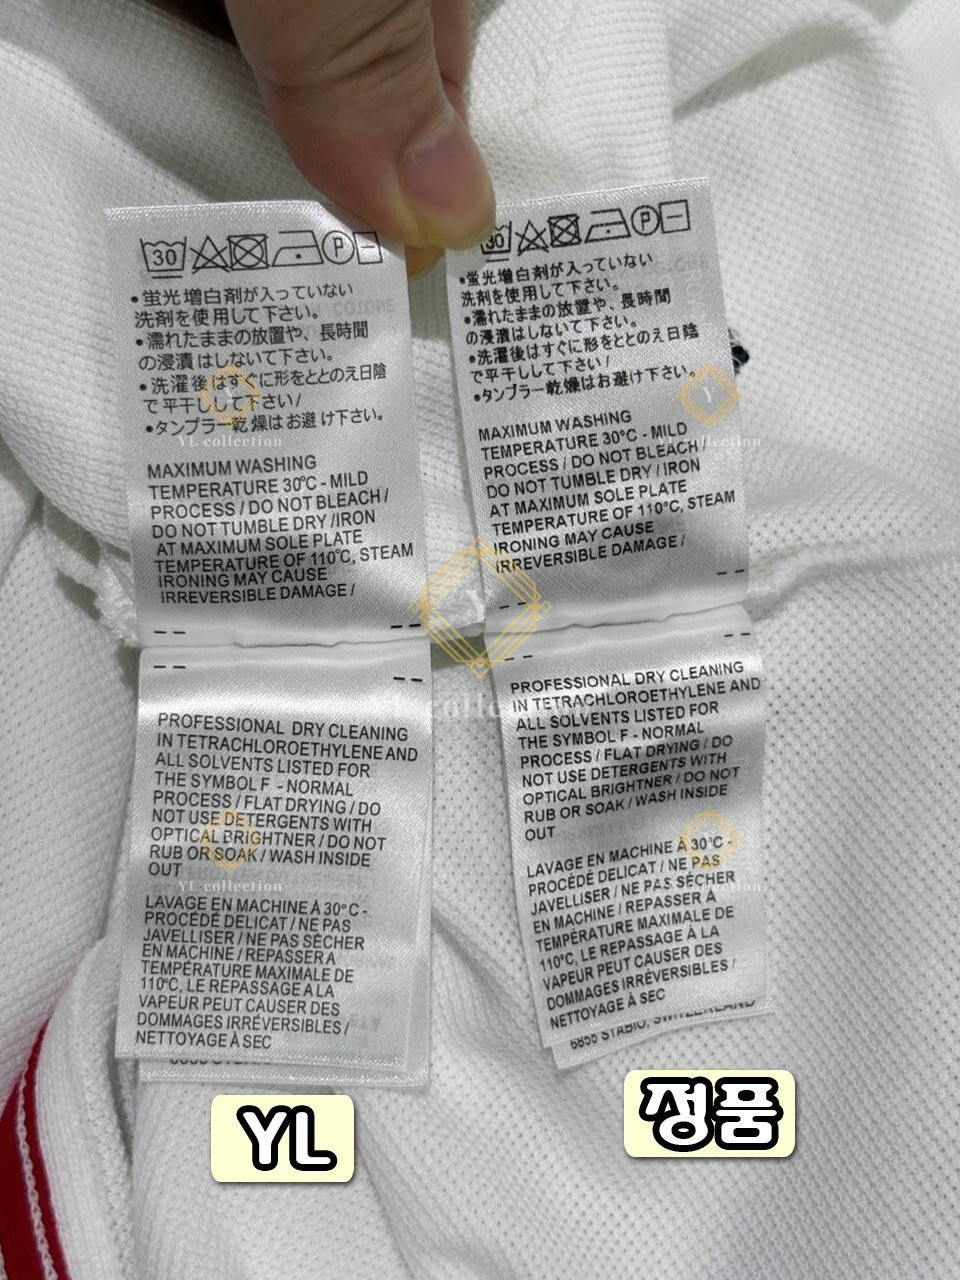 30
P
•蛍光増白剤が入っていない
洗剤を使用して下さい。
•濡れたままの放置や、長時間
の浸漬はしないて下さい。
•洗濯後はすぐに形をととのえ日陰
で平干しして下さい/
•タンブラー乾燥はお避け下さい。
MAXIMUM WASHING
TEMPERATURE 30°C - MILD
PROCESS / DO NOT BLEACH /
DO NOT TUMBLE DRY /IRON
AT MAXIMUM SOLE PLATE
TEMPERATURE OF 110°C, STEAM
IRONING MAY CAUSE
IRREVERSIBLE DAMAGE /
PROFESSIONAL DRY CLEANING
IN TETRACHLOROETHYLENE AND
ALL SOLVENTS LISTED FOR
THE SYMBOL F - NORMAL
PROCESS / FLAT DRYING / DO
NOT USE DETERGENTS WITH
OPTICAL BRIGHTNER / DO NOT
RUB OR SOAK / WASH INSIDE
OUT
LAVAGE EN MACHINE À 30°C -
PROCÉDÉ DELICAT / NE PAS
JAVELLISER / NE PAS SÉCHER
EN MACHINE / REPASSER A
TEMPÉRATURE MAXIMALE DE
110°C, LE REPASSAGE A LA
VAPEUR PEUT CAUSER DES
DOMMAGES IRRÉVERSIBLES /
NETTOYAGE À SEC
30
P
•蛍光増白剤が入っていない
洗剤を使用して下さい。
•濡れたままの放置や、長時間
の浸漬はしないで下さい。
•洗濯後はすぐに形をととのえ日陰
で平干しして下さい/
•タンブラー乾燥はお避け下さい。
MAXIMUM WASHING
TEMPERATURE 30°C - MILD
PROCESS / DO NOT BLEACH /
DO NOT TUMBLE DRY / IRON
AT MAXIMUM SOLE PLATE
TEMPERATURE OF 110°C, STEAM
IRONING MAY CAUSE
IRREVERSIBLE DAMAGE /
PROFESSIONAL DRY CLEANING
IN TETRACHLOROETHYLENE AND
ALL SOLVENTS LISTED FOR
THE SYMBOL F - NORMAL
PROCESS / FLAT DRYING / DO
NOT USE DETERGENTS WITH
OPTICAL BRIGHTNER / DO NOT
RUB OR SOAK / WASH INSIDE
OUT
LAVAGE EN MACHINE À 30°C -
PROCÉDÉ DELICAT / NE PAS
JAVELLISER / NE PAS SÉCHER
EN MACHINE / REPASSER À
TEMPÉRATURE MAXIMALE DE
110°C, LE REPASSAGE À LA
VAPEUR PEUT CAUSER DES
DOMMAGES IRRÉVERSIBLES /
NETTOYAGE À SEC
6855 STABIO, SWITZERLAND
Y
YL collection
Y
YL collection
Y
collection
YL collection
YL collection
YL
정품